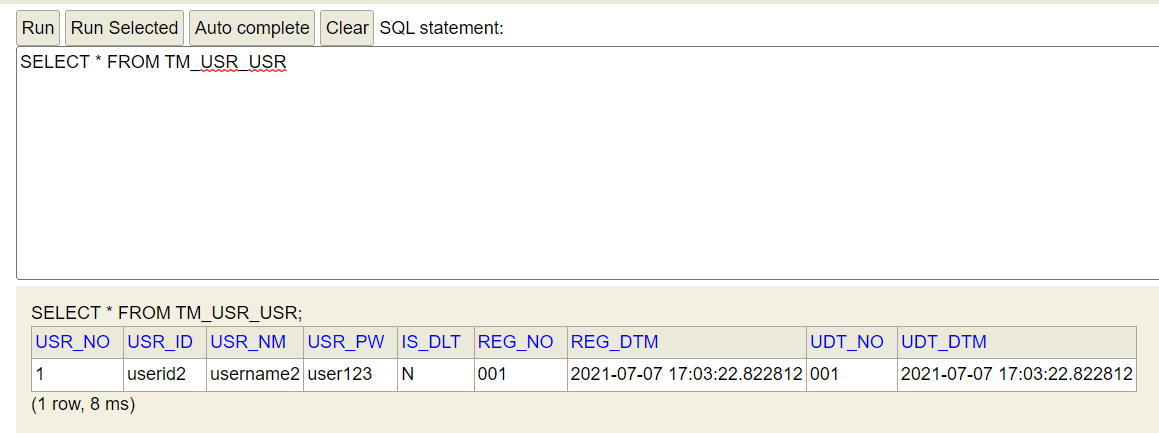 Run Run Selected Auto complete Clear SQL statement:
SELECT * FROM TM_USR_USR
SELECT * FROM TM_USR_USR;
USR_NO USR_ID USR_NM USR_PW IS_DLT REG_NO REG_DTM UDT_NO UDT_DTM
1 userid2 username2 user123 N 001 2021-07-07 17:03:22.822812 001 2021-07-07 17:03:22.822812
(1 row, 8 ms)